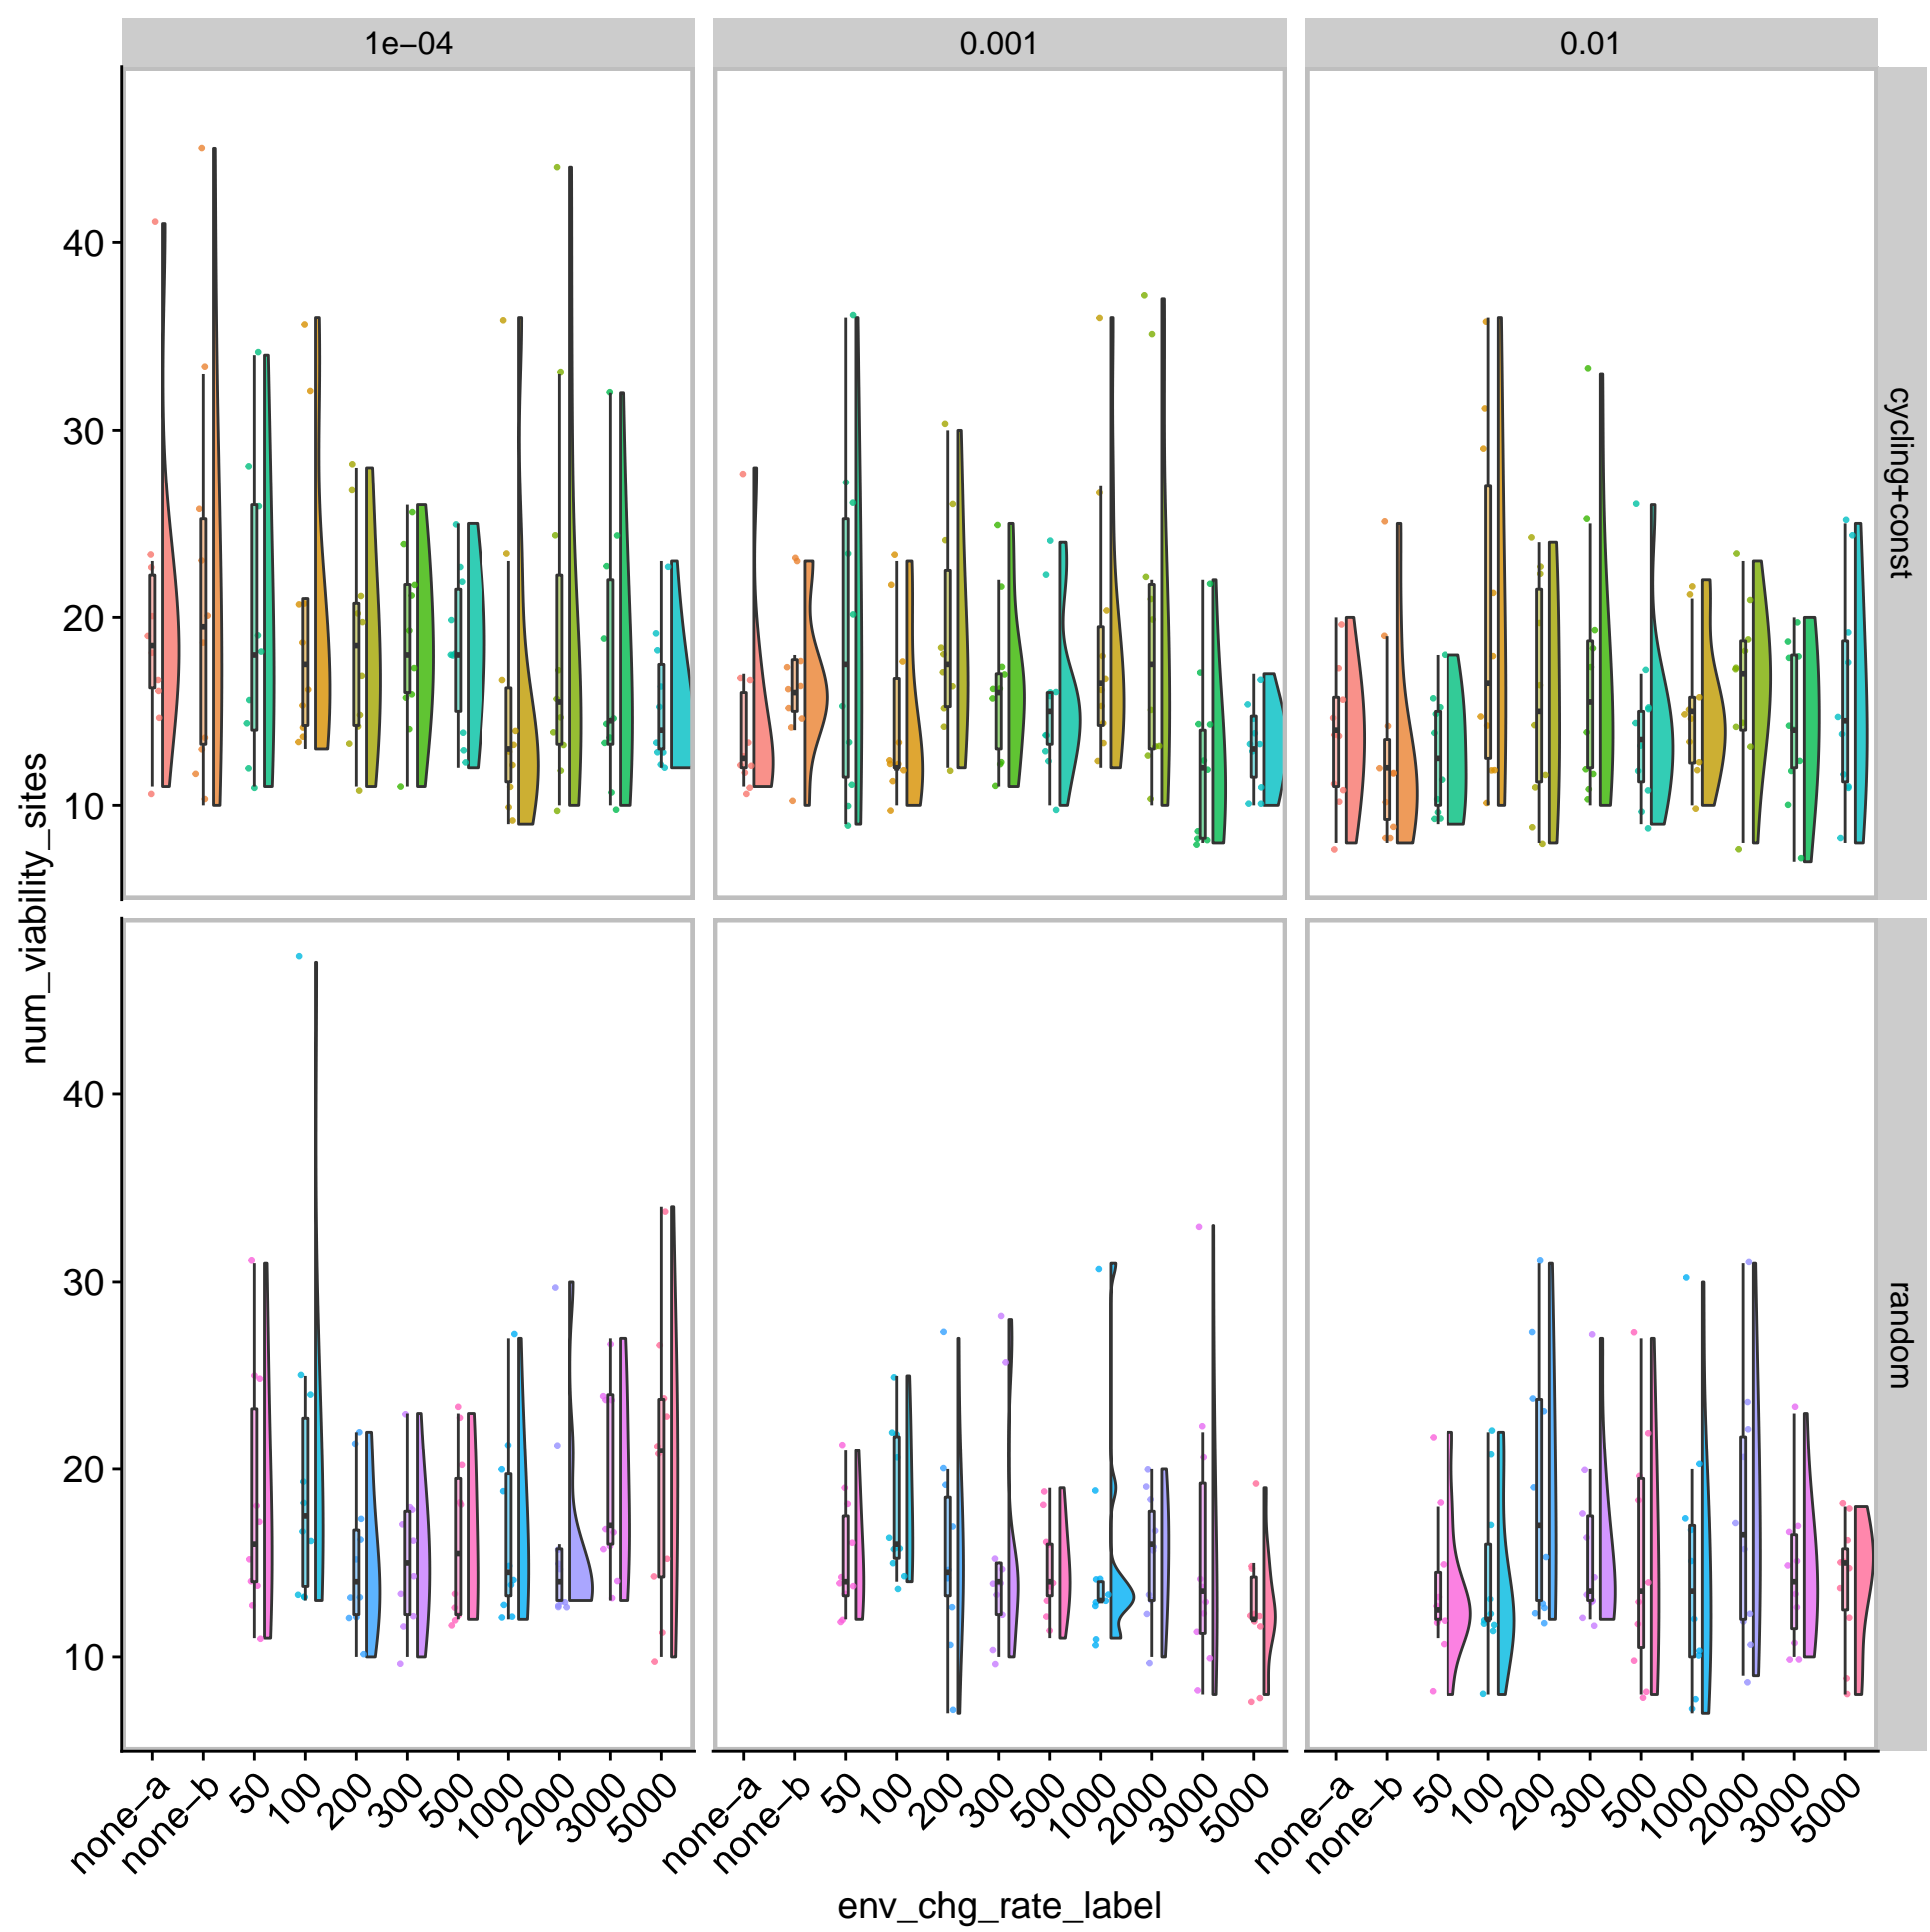 1e−04 0.001 0.01
num_viability_sites
40
30
20
10
cycling+const
40
30
20
10
random
none−a none−b 50 100 200 300 500 1000 2000 3000 5000 none−a none−b 50 100 200 300 500 1000 2000 3000 5000 none−a none−b 50 100 200 300 500 1000 2000 3000 5000
env_chg_rate_label